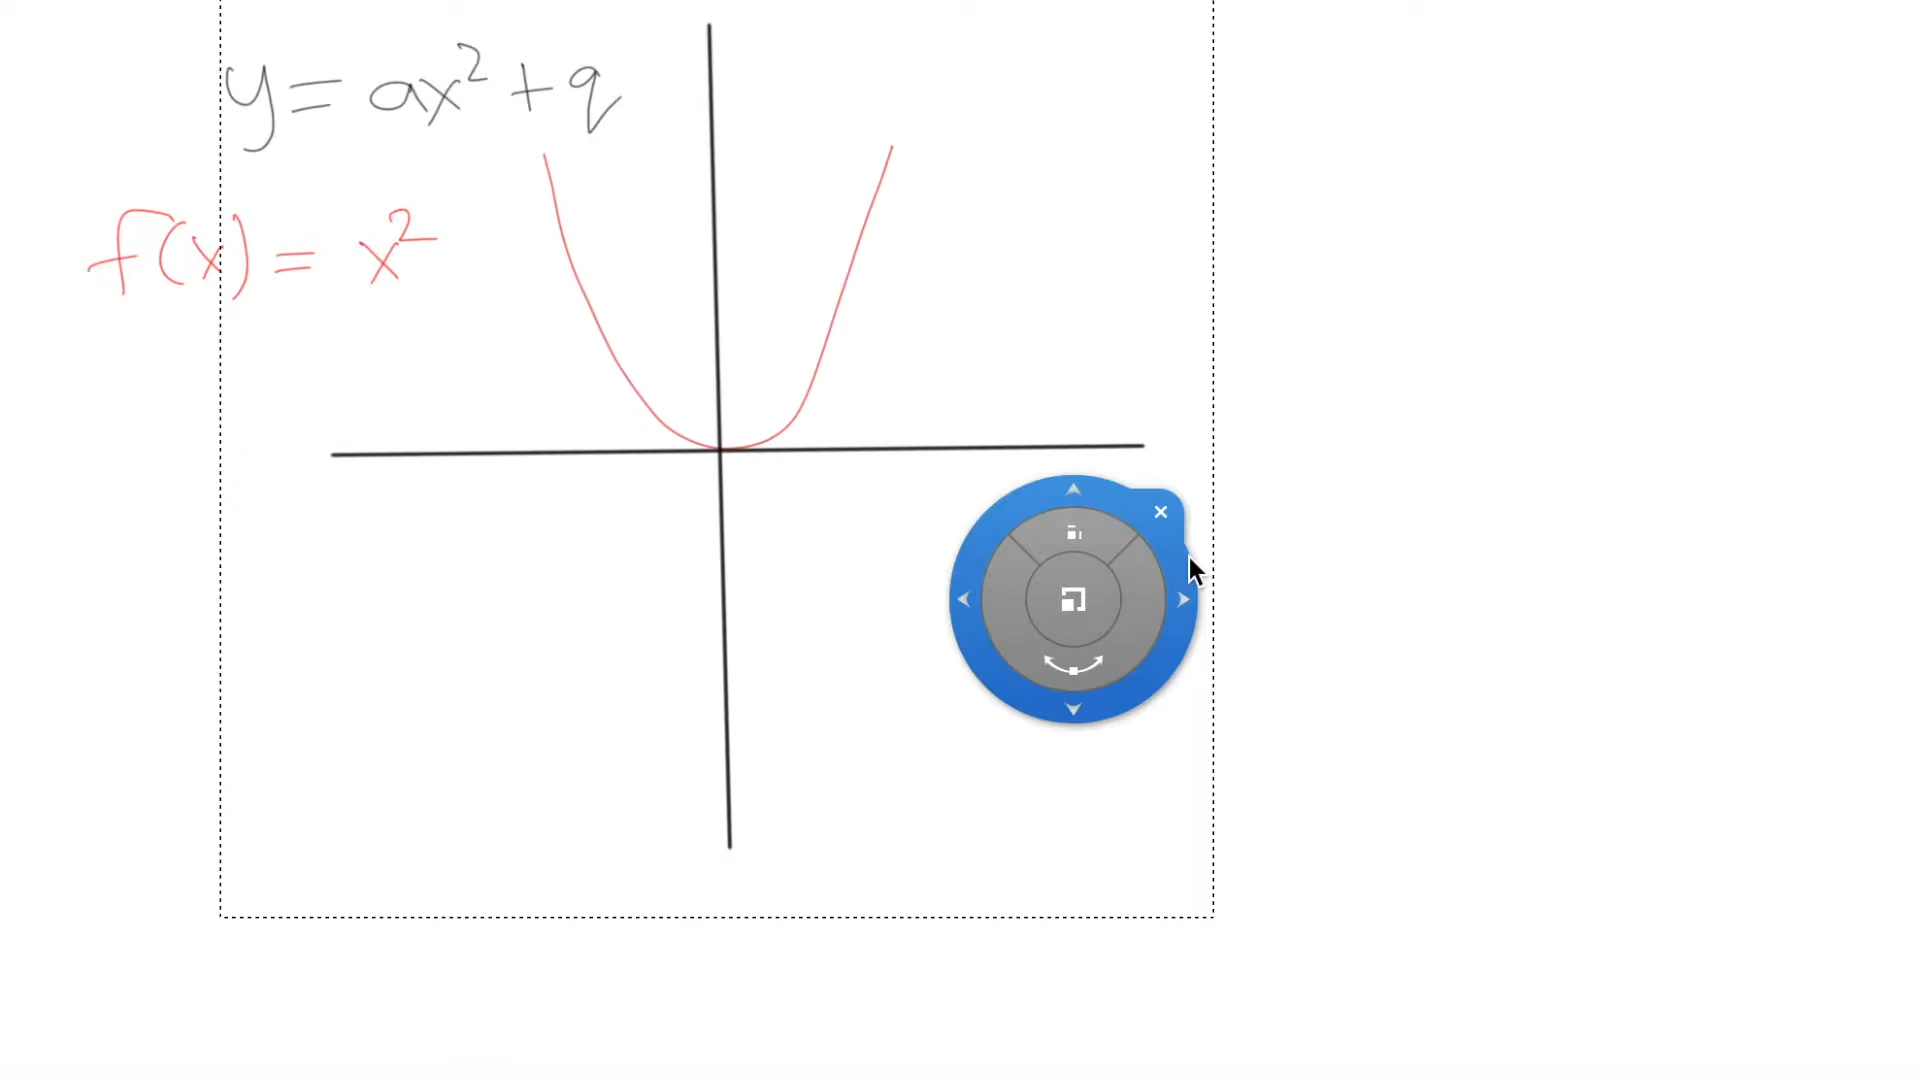 y = ax² + q
f(x) = x²